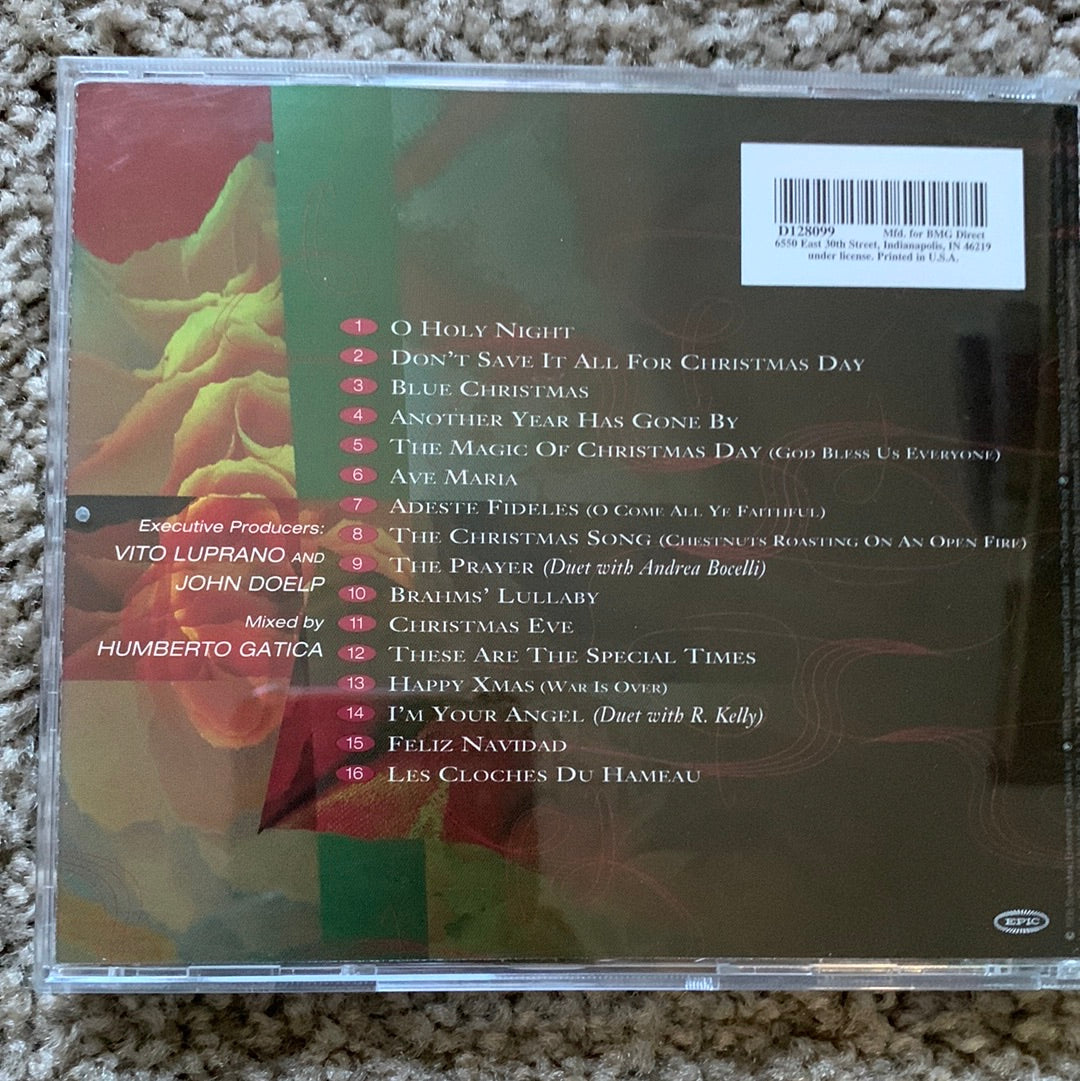 D128099 Mfd. for BMG Direct
6550 East 30th Street, Indianapolis, IN 46219
under license. Printed in U.S.A.
1 O Holy Night
2 Don't Save It All For Christmas Day
3 Blue Christmas
4 Another Year Has Gone By
5 The Magic Of Christmas Day (God Bless Us Everyone)
6 Ave Maria
7 Adeste Fideles (O Come All Ye Faithful)
8 The Christmas Song (Chestnuts Roasting On An Open Fire)
9 The Prayer (Duet with Andrea Bocelli)
10 Brahms' Lullaby
11 Christmas Eve
12 These Are The Special Times
13 Happy Xmas (War Is Over)
14 I'm Your Angel (Duet with R. Kelly)
15 Feliz Navidad
16 Les Cloches Du Hameau
Executive Producers:
VITO LUPRANO AND
JOHN DOELP
Mixed by
HUMBERTO GATICA
EPIC